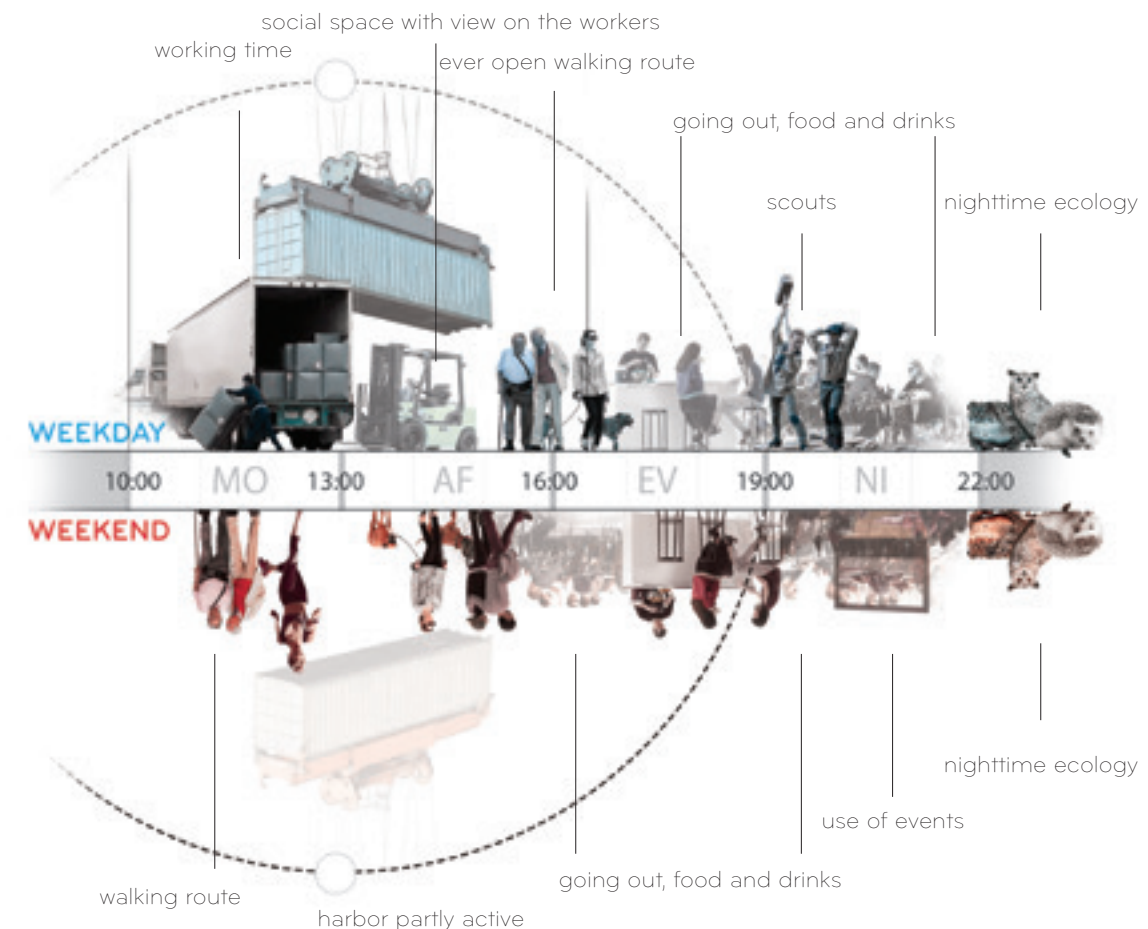 social space with view on the workers
working time
ever open walking route
going out, food and drinks
scouts
nighttime ecology
WEEKDAY
10:00 MO 13:00 AF 16:00 EV 19:00 NI 22:00
WEEKEND
nighttime ecology
use of events
going out, food and drinks
walking route
harbor partly active